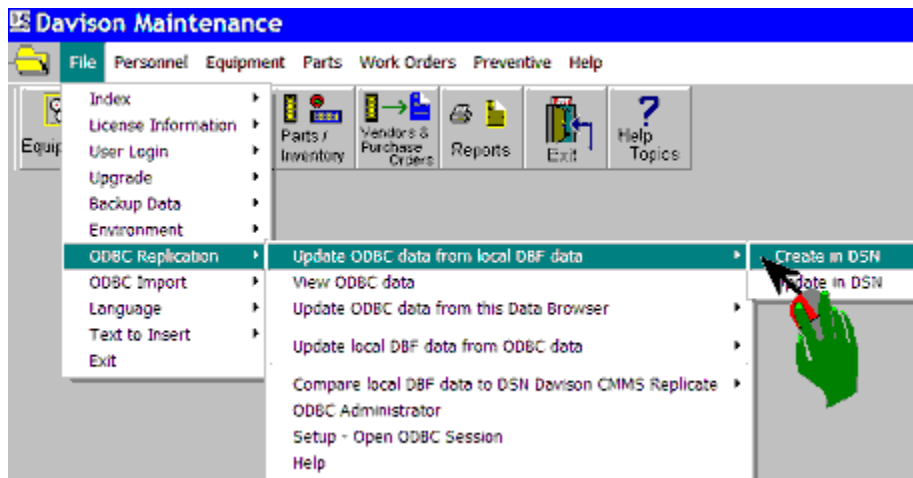 Davison Maintenance
File Personnel Equipment Parts Work Orders Preventive Help
Equip
Parts / Inventory
Vendors & Purchase Orders
Reports
Exit
Help Topics
Index
License Information
User Login
Upgrade
Backup Data
Environment
ODBC Replication
ODBC Import
Language
Text to Insert
Exit
Update ODBC data from local DBF data
View ODBC data
Update ODBC data from this Data Browser
Update local DBF data from ODBC data
Compare local DBF data to DSN Davison CMMS Replicate
ODBC Administrator
Setup - Open ODBC Session
Help
Create in DSN
Update in DSN